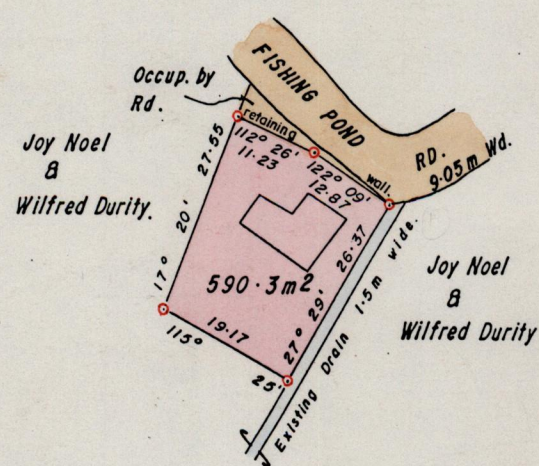 FISHING POND
RD.
9·05 m Wd.
Occup. by
Rd.
retaining
wall.
112° 26'
11.23
122° 09'
12.87
Joy Noel
&
Wilfred Durity.
27·55
17° 20'
590·3m²
27° 29' 26·37
19·17
115° 25'
Existing Drain 1·5 m wide.
Joy Noel
&
Wilfred Durity